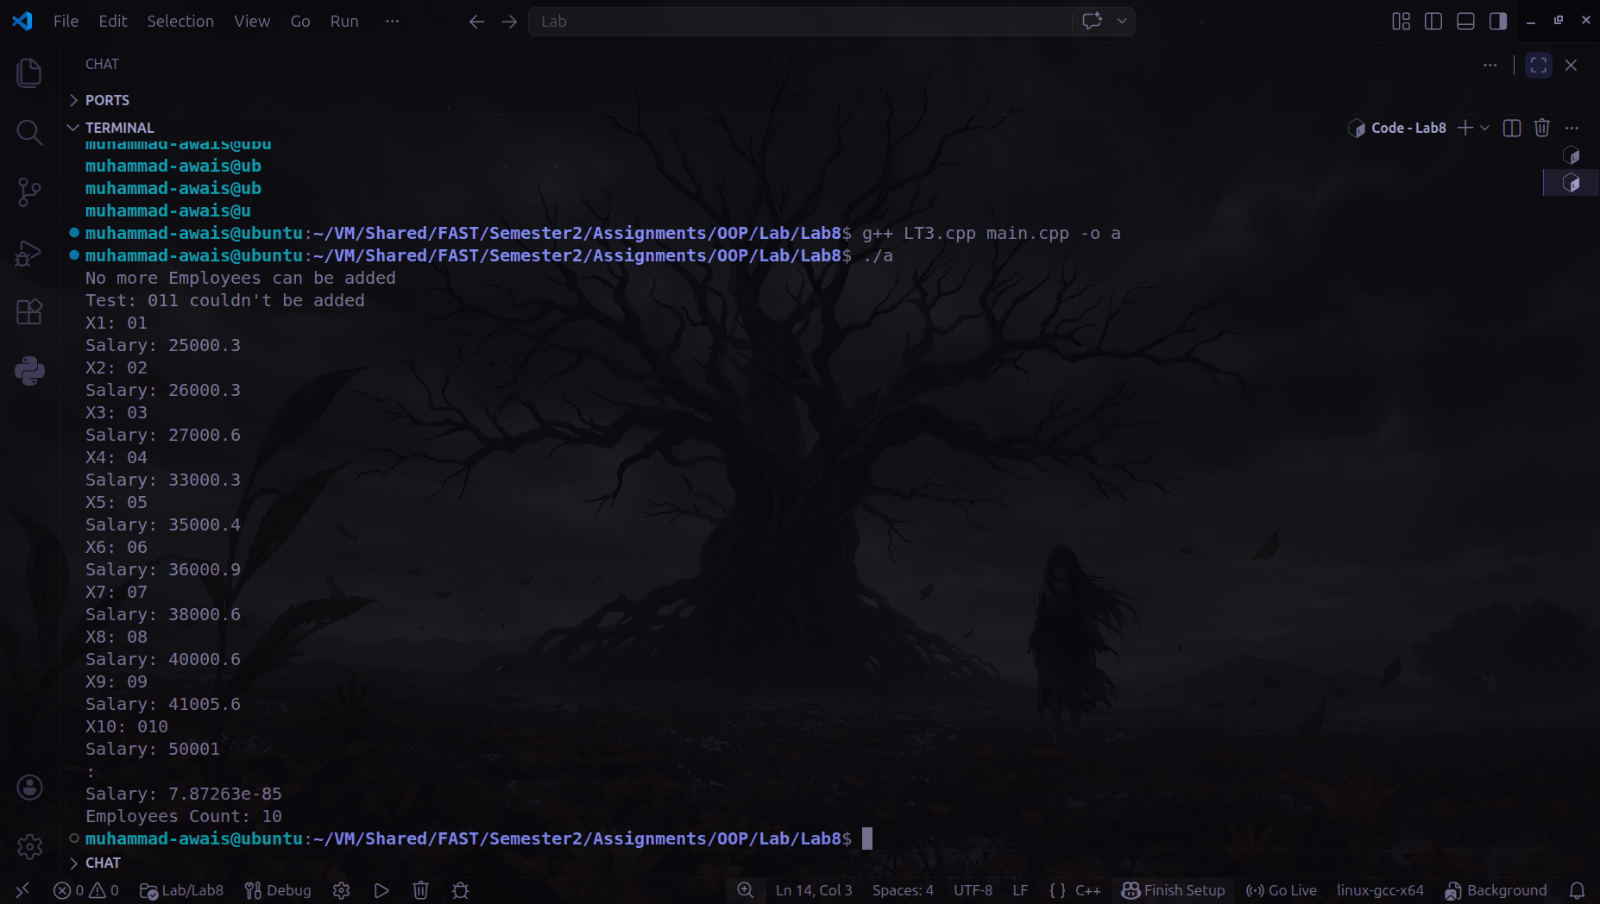 File Edit Selection View Go Run ···
Lab
CHAT
PORTS
TERMINAL
Code - Lab8
muhammad-awais@ubu
muhammad-awais@ub
muhammad-awais@ub
muhammad-awais@u
muhammad-awais@ubuntu:~/VM/Shared/FAST/Semester2/Assignments/OOP/Lab/Lab8$ g++ LT3.cpp main.cpp -o a
muhammad-awais@ubuntu:~/VM/Shared/FAST/Semester2/Assignments/OOP/Lab/Lab8$ ./a
No more Employees can be added
Test: 011 couldn't be added
X1: 01
Salary: 25000.3
X2: 02
Salary: 26000.3
X3: 03
Salary: 27000.6
X4: 04
Salary: 33000.3
X5: 05
Salary: 35000.4
X6: 06
Salary: 36000.9
X7: 07
Salary: 38000.6
X8: 08
Salary: 40000.6
X9: 09
Salary: 41005.6
X10: 010
Salary: 50001
:
Salary: 7.87263e-85
Employees Count: 10
muhammad-awais@ubuntu:~/VM/Shared/FAST/Semester2/Assignments/OOP/Lab/Lab8$
CHAT
0 0 Lab/Lab8 Debug Ln 14, Col 3 Spaces: 4 UTF-8 LF { } C++ Finish Setup Go Live linux-gcc-x64 Background